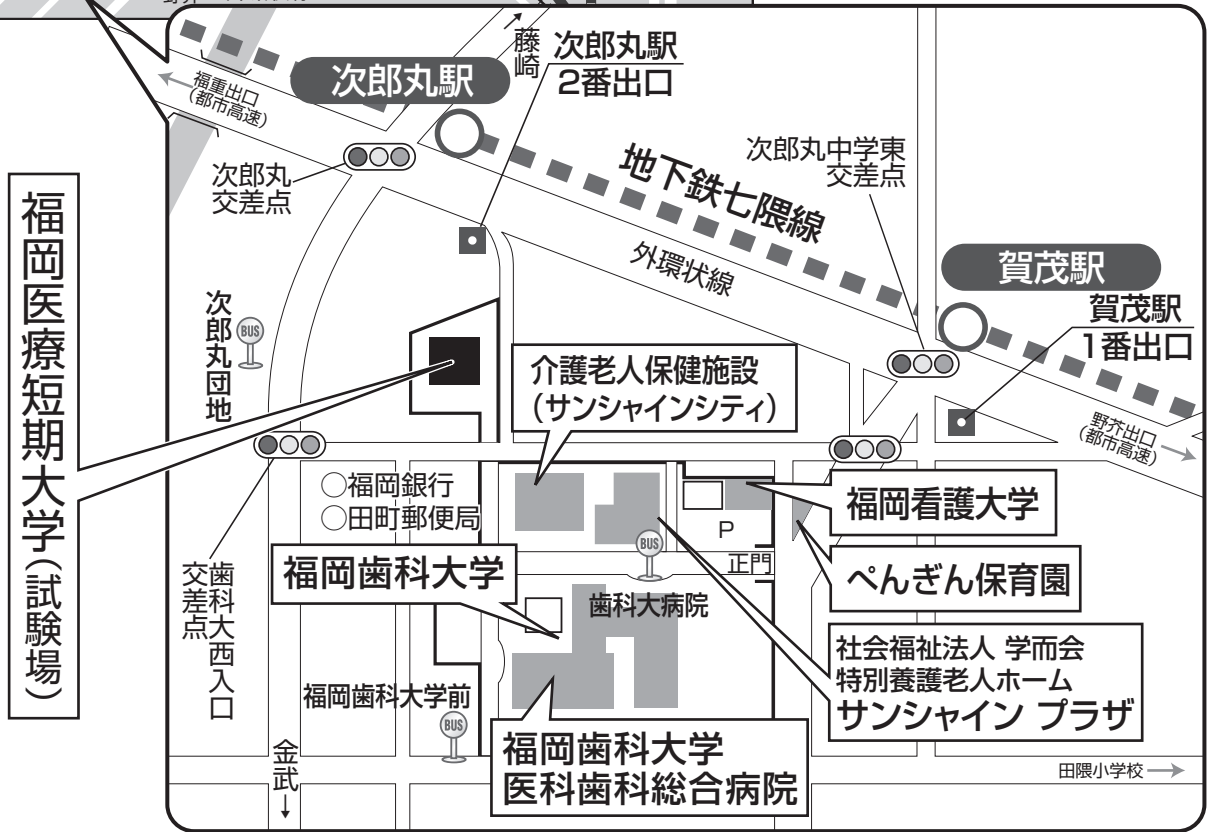 藤崎
次郎丸駅
2番出口
次郎丸駅
福重出口
(都市高速)
次郎丸
交差点
地下鉄七隈線
次郎丸中学東
交差点
外環状線
賀茂駅
賀茂駅
1番出口
次郎丸団地
BUS
福岡医療短期大学(試験場)
介護老人保健施設
(サンシャインシティ)
野芥出口
(都市高速)
○福岡銀行
○田町郵便局
福岡看護大学
P
BUS
正門
福岡歯科大学
ぺんぎん保育園
歯科大病院
歯科大西入口
交差点
社会福祉法人 学而会
特別養護老人ホーム
サンシャイン プラザ
福岡歯科大学前
BUS
福岡歯科大学
医科歯科総合病院
金武
↓
田隈小学校→